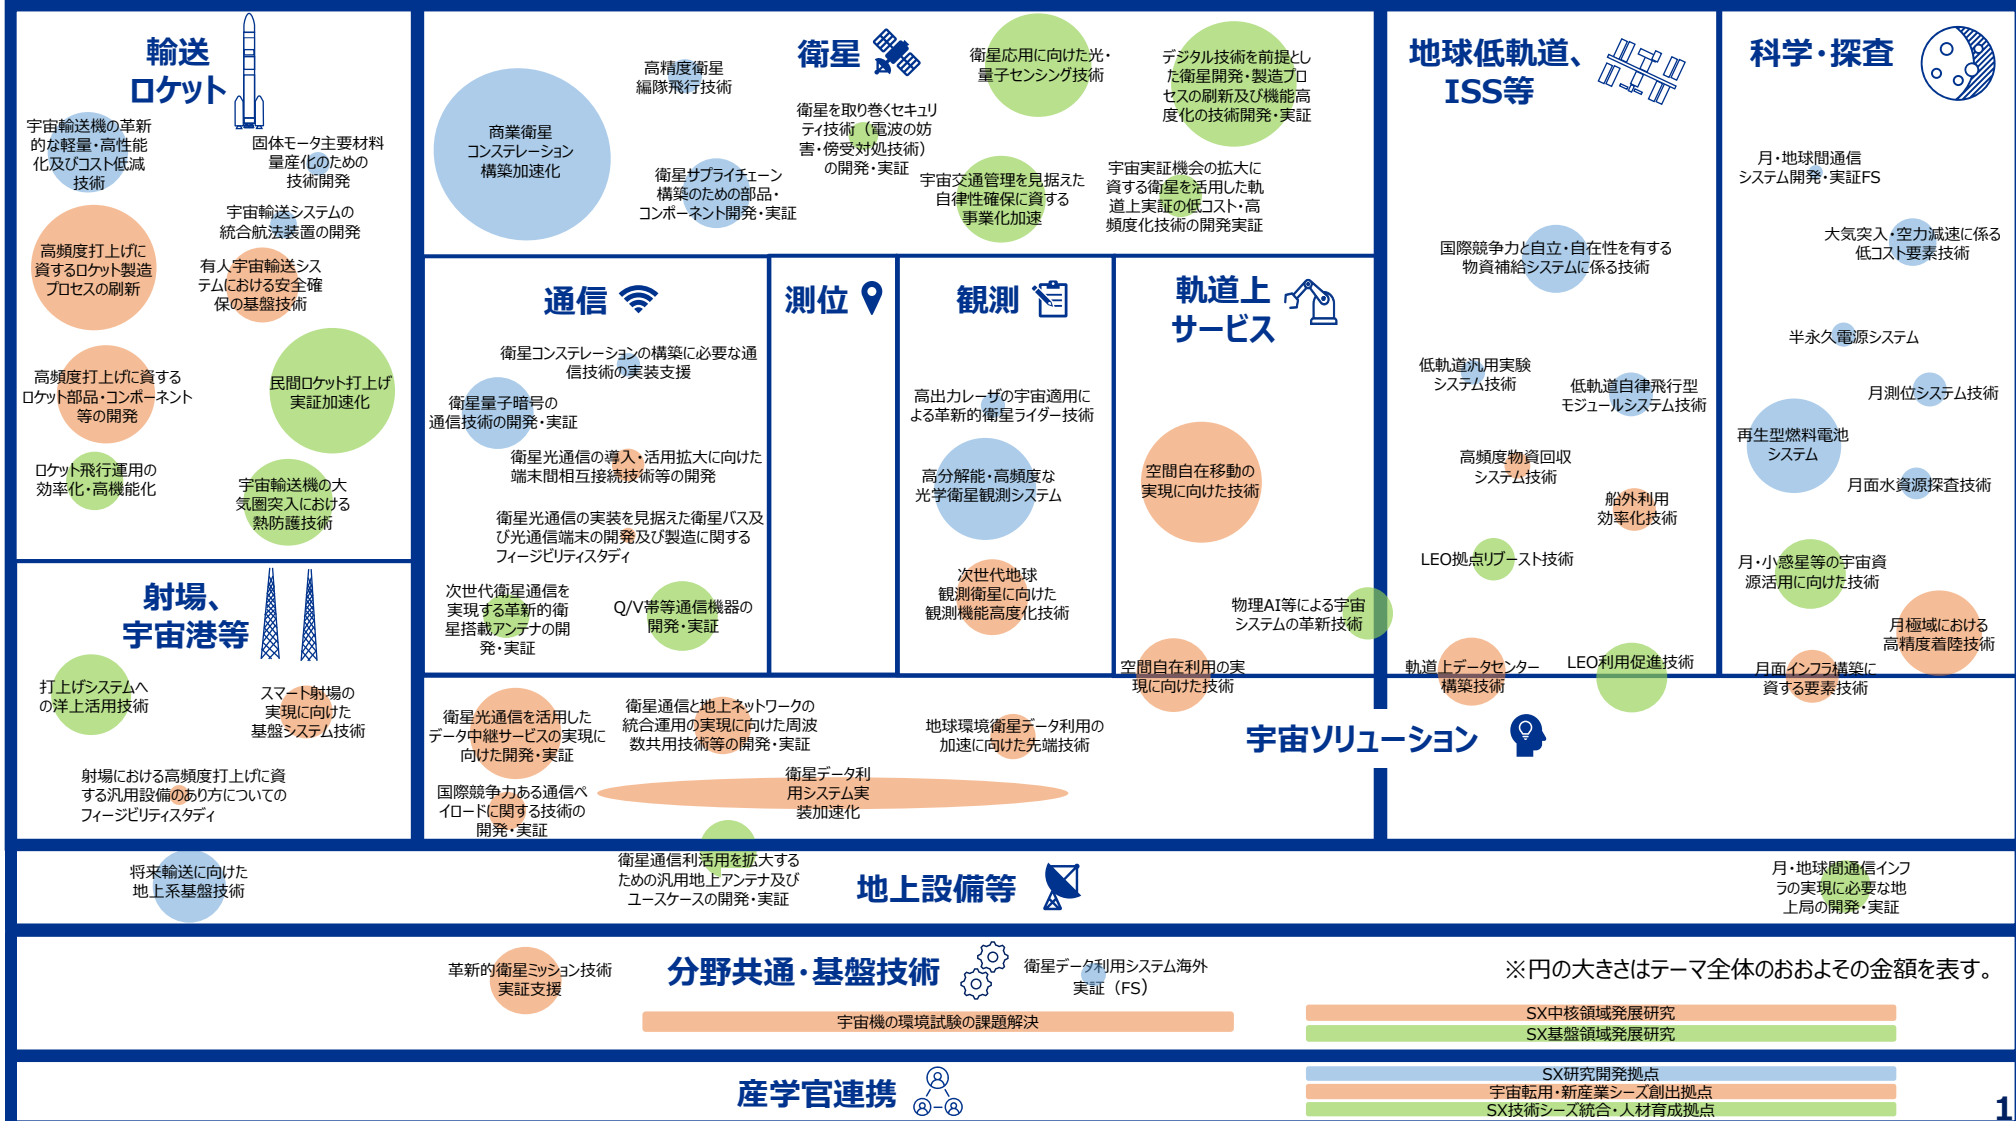 輸送
ロケット
宇宙輸送機の革新
的な軽量・高性能
化及びコスト低減
技術
固体モータ主要材料
量産化のための
技術開発
宇宙輸送システムの
統合航法装置の開発
高頻度打上げに
資するロケット製造
プロセスの刷新
有人宇宙輸送シス
テムにおける安全確
保の基盤技術
高頻度打上げに資する
ロケット部品・コンポーネント
等の開発
民間ロケット打上げ
実証加速化
ロケット飛行運用の
効率化・高機能化
宇宙輸送機の大
気圏突入における
熱防護技術
射場、
宇宙港等
打上げシステムへ
の洋上活用技術
スマート射場の
実現に向けた
基盤システム技術
射場における高頻度打上げに資
する汎用設備のあり方についての
フィージビリティスタディ
衛星
商業衛星
コンステレーション
構築加速化
高精度衛星
編隊飛行技術
衛星サプライチェーン
構築のための部品・
コンポーネント開発・実証
衛星を取り巻くセキュリ
ティ技術（電波の妨
害・傍受対処技術）
の開発・実証
衛星応用に向けた光・
量子センシング技術
宇宙交通管理を見据えた
自律性確保に資する
事業化加速
デジタル技術を前提とし
た衛星開発・製造プロ
セスの刷新及び機能高
度化の技術開発・実証
宇宙実証機会の拡大に
資する衛星を活用した軌
道上実証の低コスト・高
頻度化技術の開発実証
通信
衛星コンステレーションの構築に必要な通
信技術の実装支援
衛星量子暗号の
通信技術の開発・実証
衛星光通信の導入・活用拡大に向けた
端末間相互接続技術等の開発
衛星光通信の実装を見据えた衛星バス及
び光通信端末の開発及び製造に関する
フィージビリティスタディ
次世代衛星通信を
実現する革新的衛
星搭載アンテナの開
発・実証
Q/V帯等通信機器の
開発・実証
測位
観測
高出力レーザの宇宙適用に
よる革新的衛星ライダー技術
高分解能・高頻度な
光学衛星観測システム
次世代地球
観測衛星に向けた
観測機能高度化技術
軌道上
サービス
空間自在移動の
実現に向けた技術
物理AI等による宇宙
システムの革新技術
空間自在利用の実
現に向けた技術
地球低軌道、
ISS等
国際競争力と自立・自在性を有する
物資補給システムに係る技術
低軌道汎用実験
システム技術
低軌道自律飛行型
モジュールシステム技術
高頻度物資回収
システム技術
船外利用
効率化技術
LEO拠点リブースト技術
軌道上データセンター
構築技術
LEO利用促進技術
科学・探査
月・地球間通信
システム開発・実証FS
大気突入・空力減速に係る
低コスト要素技術
半永久電源システム
月測位システム技術
再生型燃料電池
システム
月面水資源探査技術
月・小惑星等の宇宙資
源活用に向けた技術
月極域における
高精度着陸技術
月面インフラ構築に
資する要素技術
衛星光通信を活用した
データ中継サービスの実現に
向けた開発・実証
衛星通信と地上ネットワークの
統合運用の実現に向けた周波
数共用技術等の開発・実証
地球環境衛星データ利用の
加速に向けた先端技術
宇宙ソリューション
国際競争力ある通信ペ
イロードに関する技術の
開発・実証
衛星データ利
用システム実
装加速化
将来輸送に向けた
地上系基盤技術
衛星通信利活用を拡大する
ための汎用地上アンテナ及び
ユースケースの開発・実証
地上設備等
月・地球間通信インフ
ラの実現に必要な地
上局の開発・実証
革新的衛星ミッション技術
実証支援
分野共通・基盤技術
衛星データ利用システム海外
実証（FS）
※円の大きさはテーマ全体のおおよその金額を表す。
宇宙機の環境試験の課題解決
SX中核領域発展研究
SX基盤領域発展研究
産学官連携
SX研究開発拠点
宇宙転用・新産業シーズ創出拠点
SX技術シーズ統合・人材育成拠点
1